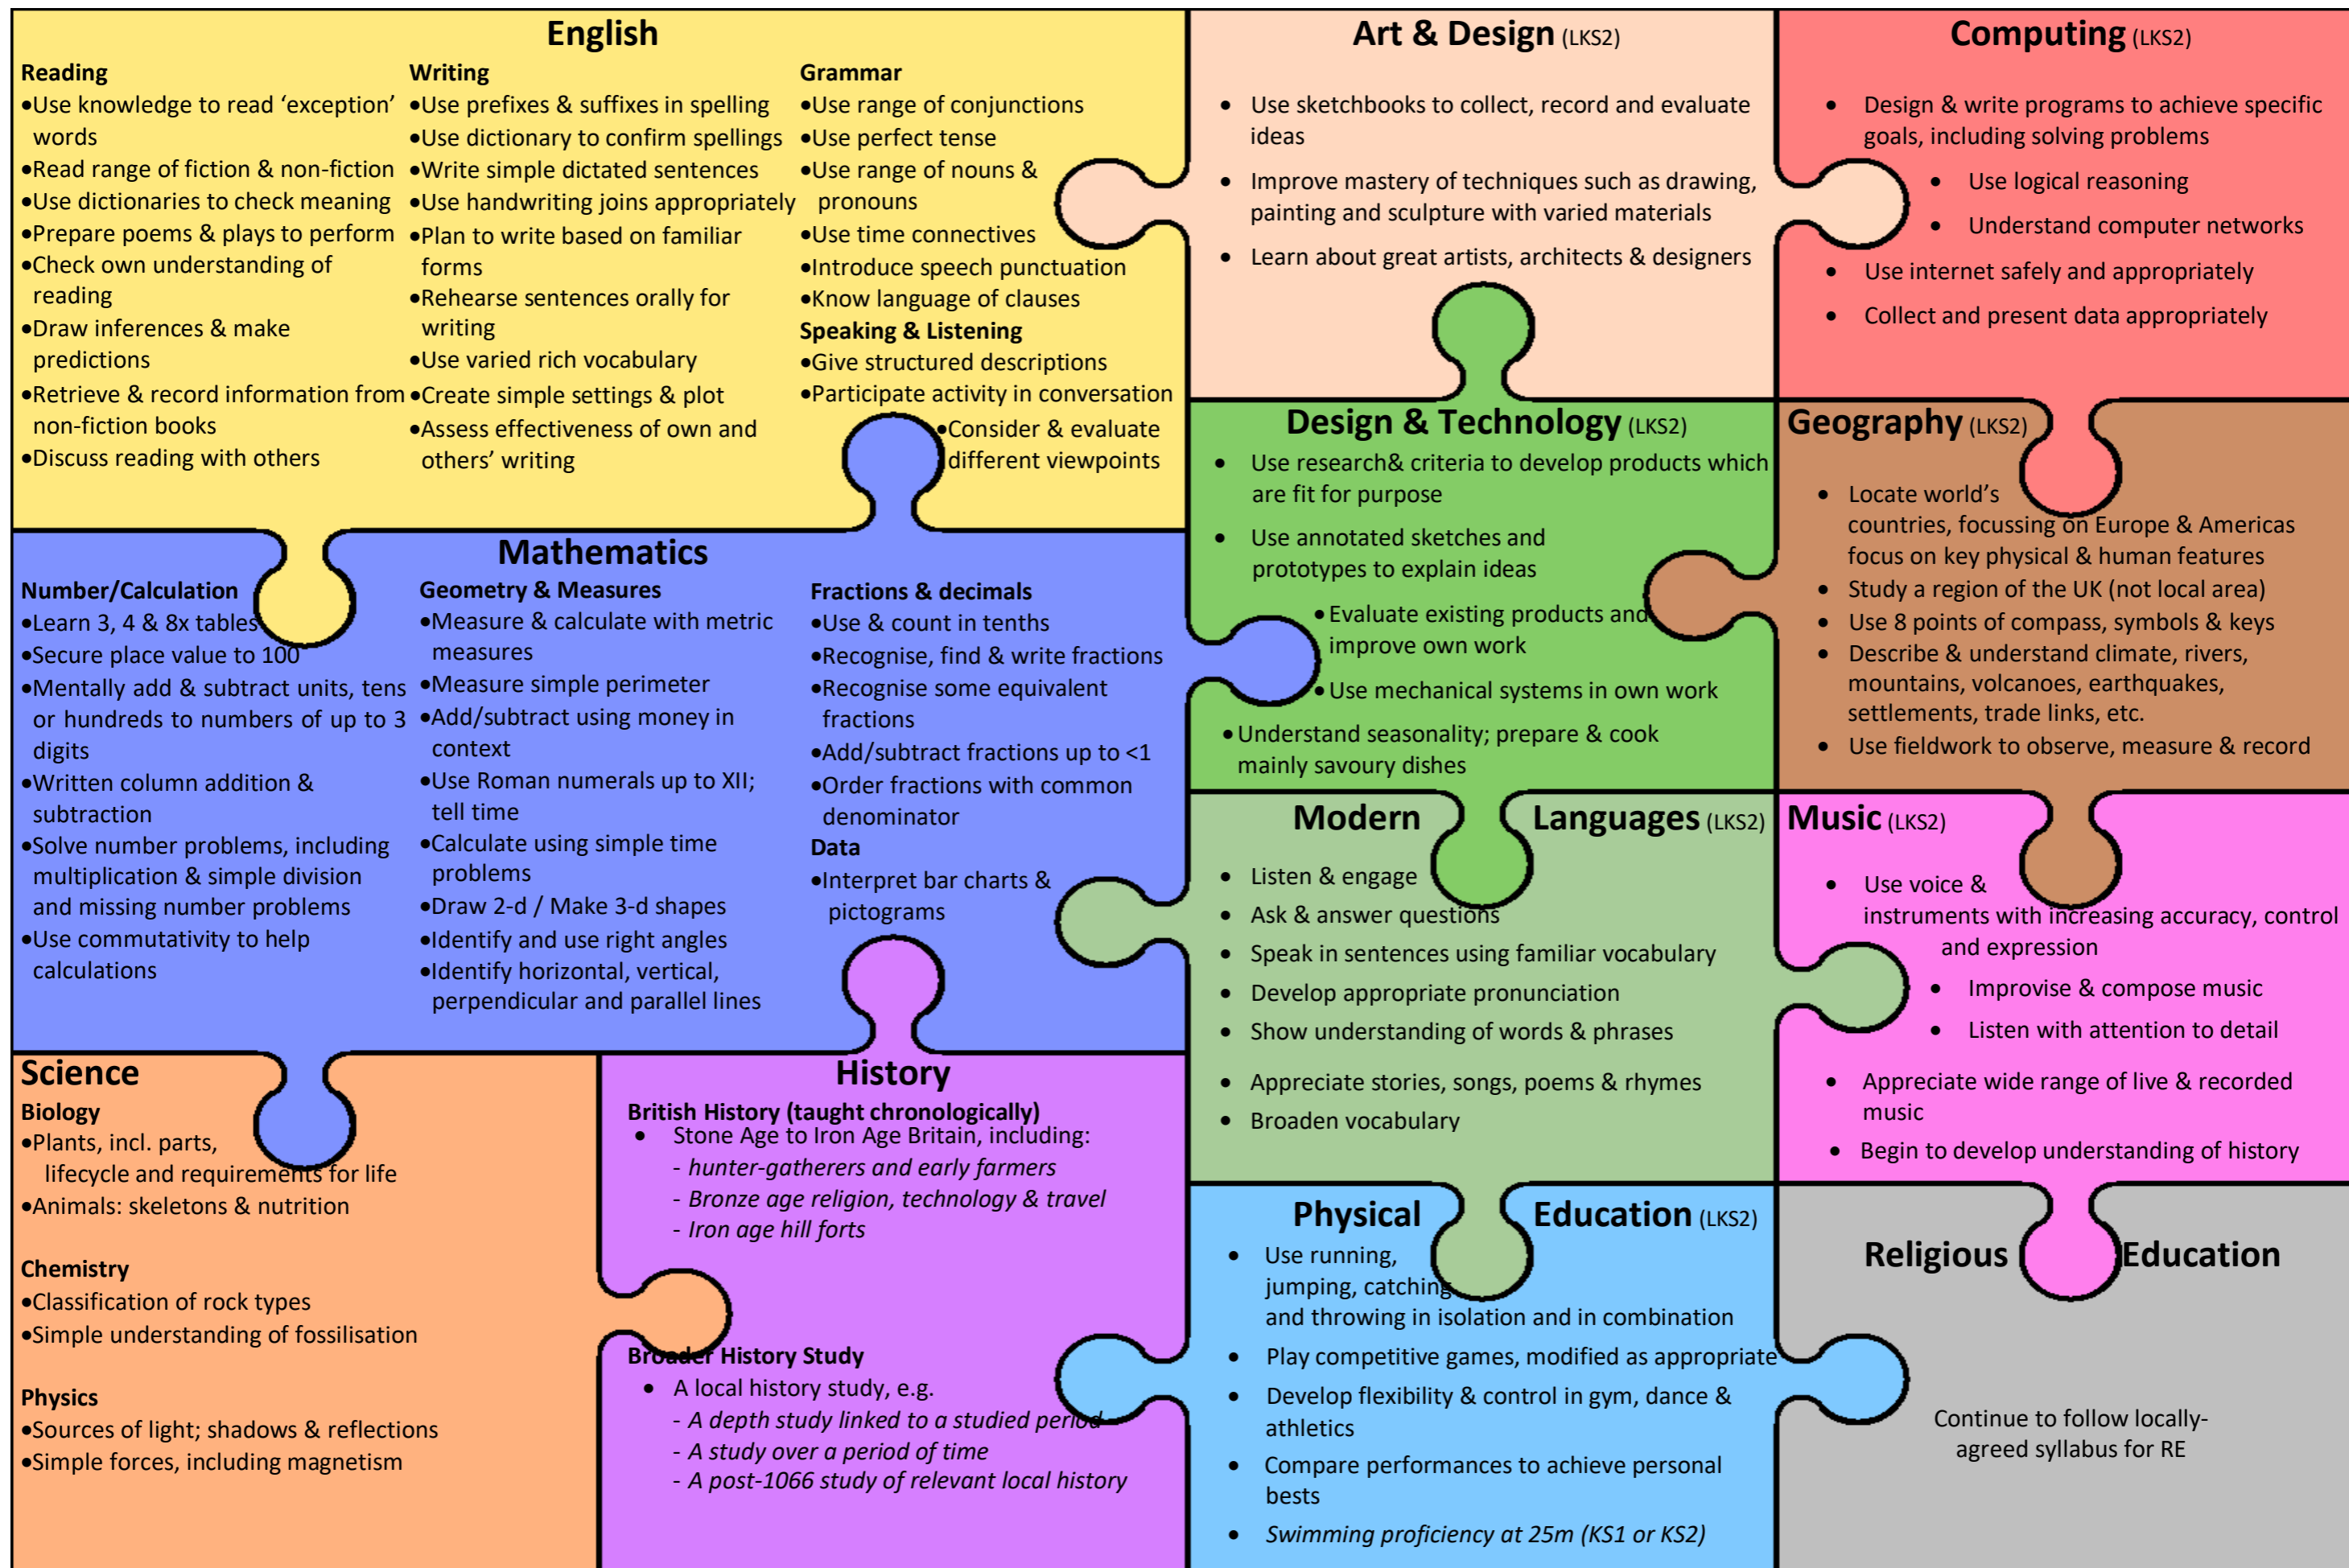 English
Reading
•Use knowledge to read ‘exception’
words
•Read range of fiction & non-fiction
•Use dictionaries to check meaning
•Prepare poems & plays to perform
•Check own understanding of
reading
•Draw inferences & make
predictions
•Retrieve & record information from
non-fiction books
•Discuss reading with others
Writing
•Use prefixes & suffixes in spelling
•Use dictionary to confirm spellings
•Write simple dictated sentences
•Use handwriting joins appropriately
•Plan to write based on familiar
forms
•Rehearse sentences orally for
writing
•Use varied rich vocabulary
•Create simple settings & plot
•Assess effectiveness of own and
others’ writing
Grammar
•Use range of conjunctions
•Use perfect tense
•Use range of nouns &
pronouns
•Use time connectives
•Introduce speech punctuation
•Know language of clauses
Speaking & Listening
•Give structured descriptions
•Participate activity in conversation
•Consider & evaluate
different viewpoints
Art & Design (LKS2)
• Use sketchbooks to collect, record and evaluate
ideas
• Improve mastery of techniques such as drawing,
painting and sculpture with varied materials
• Learn about great artists, architects & designers
Computing (LKS2)
• Design & write programs to achieve specific
goals, including solving problems
• Use logical reasoning
• Understand computer networks
• Use internet safely and appropriately
• Collect and present data appropriately
Mathematics
Number/Calculation
•Learn 3, 4 & 8x tables
•Secure place value to 100
•Mentally add & subtract units, tens
or hundreds to numbers of up to 3
digits
•Written column addition &
subtraction
•Solve number problems, including
multiplication & simple division
and missing number problems
•Use commutativity to help
calculations
Geometry & Measures
•Measure & calculate with metric
measures
•Measure simple perimeter
•Add/subtract using money in
context
•Use Roman numerals up to XII;
tell time
•Calculate using simple time
problems
•Draw 2-d / Make 3-d shapes
•Identify and use right angles
•Identify horizontal, vertical,
perpendicular and parallel lines
Fractions & decimals
•Use & count in tenths
•Recognise, find & write fractions
•Recognise some equivalent
fractions
•Add/subtract fractions up to <1
•Order fractions with common
denominator
Data
•Interpret bar charts &
pictograms
Design & Technology (LKS2)
• Use research& criteria to develop products which
are fit for purpose
• Use annotated sketches and
prototypes to explain ideas
•Evaluate existing products and
improve own work
•Use mechanical systems in own work
•Understand seasonality; prepare & cook
mainly savoury dishes
Geography (LKS2)
• Locate world’s
countries, focussing on Europe & Americas
focus on key physical & human features
• Study a region of the UK (not local area)
• Use 8 points of compass, symbols & keys
• Describe & understand climate, rivers,
mountains, volcanoes, earthquakes,
settlements, trade links, etc.
• Use fieldwork to observe, measure & record
Modern Languages (LKS2)
• Listen & engage
• Ask & answer questions
• Speak in sentences using familiar vocabulary
• Develop appropriate pronunciation
• Show understanding of words & phrases
• Appreciate stories, songs, poems & rhymes
• Broaden vocabulary
Music (LKS2)
• Use voice &
instruments with increasing accuracy, control
and expression
• Improvise & compose music
• Listen with attention to detail
• Appreciate wide range of live & recorded
music
• Begin to develop understanding of history
Science
Biology
•Plants, incl. parts,
lifecycle and requirements for life
•Animals: skeletons & nutrition
Chemistry
•Classification of rock types
•Simple understanding of fossilisation
Physics
•Sources of light; shadows & reflections
•Simple forces, including magnetism
History
British History (taught chronologically)
• Stone Age to Iron Age Britain, including:
- hunter-gatherers and early farmers
- Bronze age religion, technology & travel
- Iron age hill forts
Broader History Study
• A local history study, e.g.
- A depth study linked to a studied period
- A study over a period of time
- A post-1066 study of relevant local history
Physical Education (LKS2)
• Use running,
jumping, catching
and throwing in isolation and in combination
• Play competitive games, modified as appropriate
• Develop flexibility & control in gym, dance &
athletics
• Compare performances to achieve personal
bests
• Swimming proficiency at 25m (KS1 or KS2)
Religious Education
Continue to follow locally-
agreed syllabus for RE